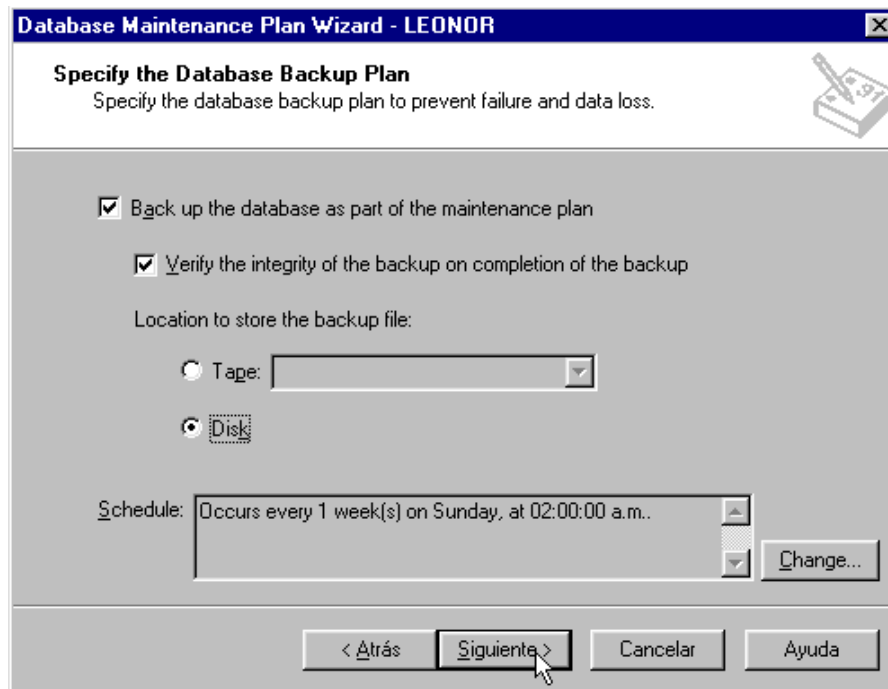 Database Maintenance Plan Wizard - LEONOR
Specify the Database Backup Plan
Specify the database backup plan to prevent failure and data loss.
Back up the database as part of the maintenance plan
Verify the integrity of the backup on completion of the backup
Location to store the backup file:
Tape:
Disk
Schedule: Occurs every 1 week(s) on Sunday, at 02:00:00 a.m..
Change...
< Atrás Siguiente > Cancelar Ayuda